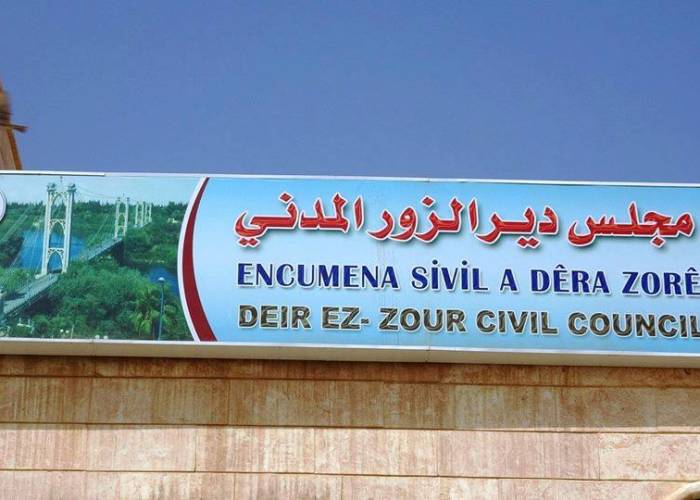 مجلس ديرالزور المدني
ENCUMENA SİVİL A DÊRA ZORÊ
DEIR EZ- ZOUR CIVIL COUNCIL